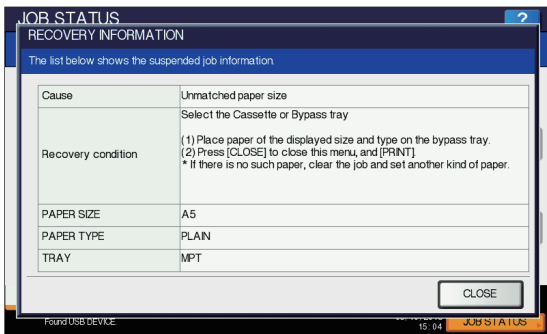 JOB STATUS
?
RECOVERY INFORMATION
The list below shows the suspended job information.
Cause
Unmatched paper size
Recovery condition
Select the Cassette or Bypass tray
(1) Place paper of the displayed size and type on the bypass tray.
(2) Press [CLOSE] to close this menu, and [PRINT].
* If there is no such paper, clear the job and set another kind of paper.
PAPER SIZE
A5
PAPER TYPE
PLAIN
TRAY
MPT
CLOSE
Found USB DEVICE.
15:04
JOB STATUS